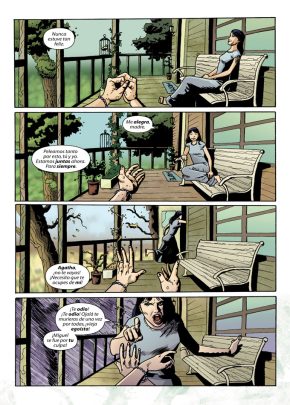 Nunca
estuve tan
feliz.
Me alegro,
madre.
Peleamos tanto
por esto, tú y yo.
Estamos juntas ahora.
Para siempre.
Agatha,
¡no te vayas!
¡Necesito que te
ocupes de mí!
¡Te odio!
¡Te odio! Ojalá te
murieras de una vez
por todas, ¡vieja
egoísta!
¡Miguel
se fue por tu
culpa!